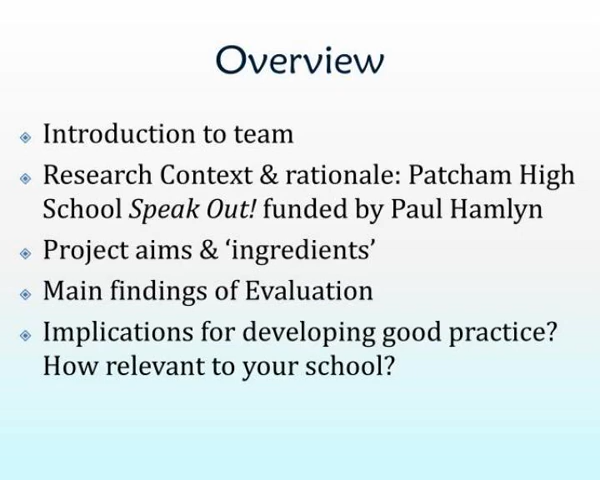 Overview
Introduction to team
Research Context & rationale: Patcham High
School Speak Out! funded by Paul Hamlyn
Project aims & ‘ingredients’
Main findings of Evaluation
Implications for developing good practice?
How relevant to your school?